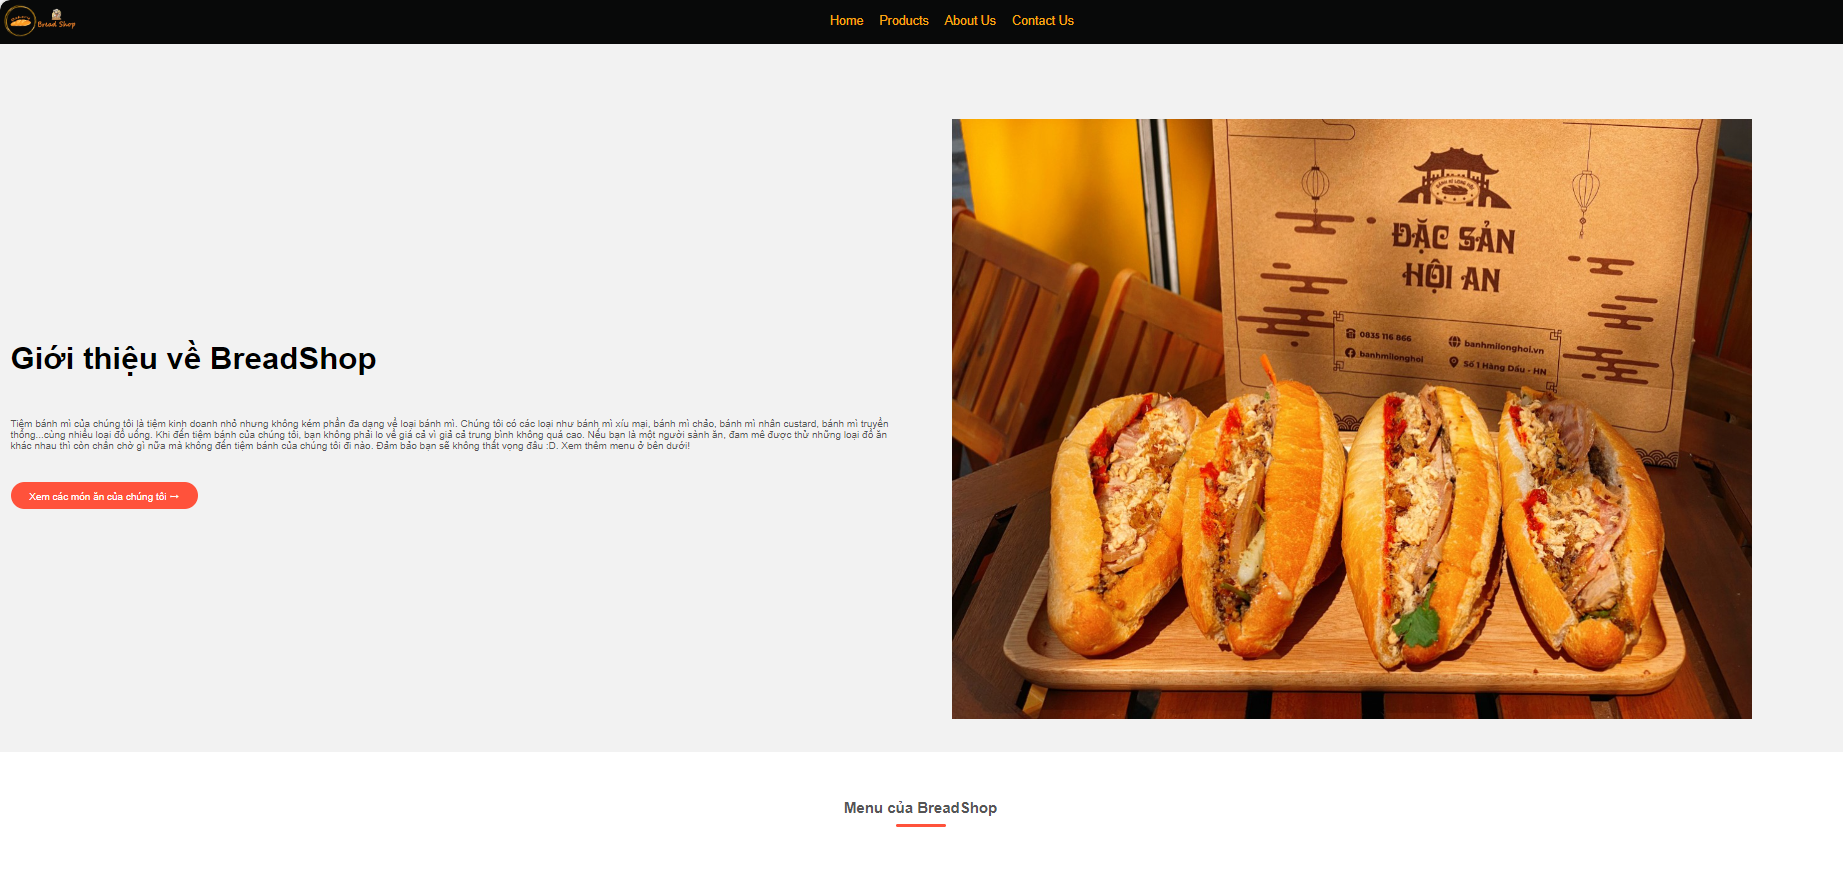 Bread Shop
Home Products About Us Contact Us
ĐẶC SẢN
HỘI AN
0835 116 866
banhmilonghoi.vn
banhmilonghoi
Số 1 Hàng Dầu - HN
Giới thiệu về BreadShop
Tiệm bánh mì của chúng tôi là tiệm kinh doanh nhỏ nhưng không kém phần đa dạng về loại bánh mì. Chúng tôi có các loại như bánh mì xíu mại, bánh mì chảo, bánh mì nhân custard, bánh mì truyền
thống...cùng nhiều loại đồ uống. Khi đến tiệm bánh của chúng tôi, bạn không phải lo về giá cả vì giá cả trung bình không quá cao. Nếu bạn là một người sành ăn, đam mê được thử những loại đồ ăn
khác nhau thì còn chần chờ gì nữa mà không đến tiệm bánh của chúng tôi đi nào. Đảm bảo bạn sẽ không thất vọng đâu :D. Xem thêm menu ở bên dưới!
Xem các món ăn của chúng tôi →
Menu của BreadShop